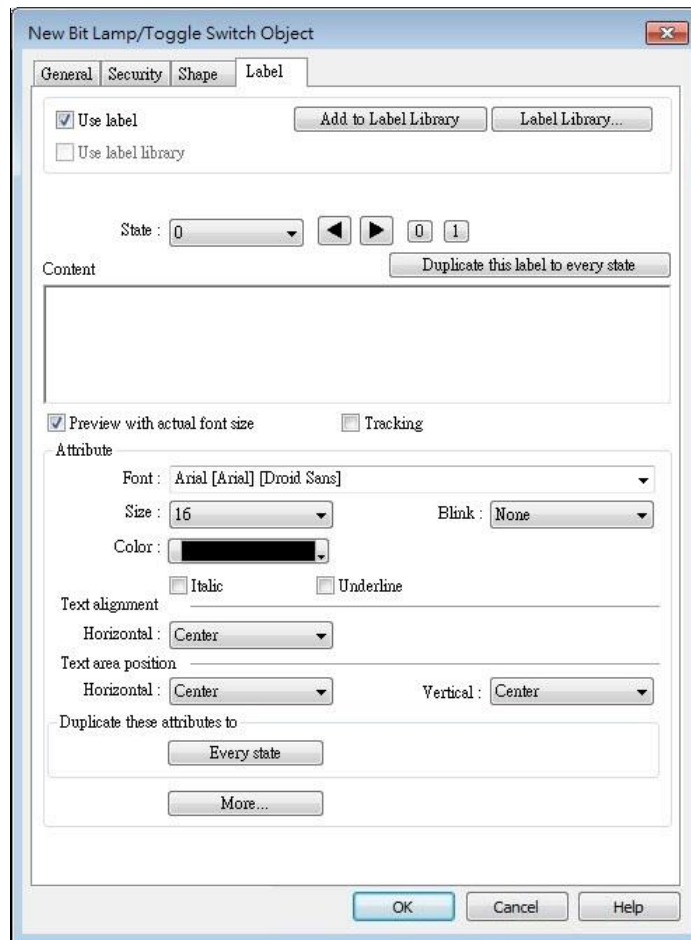 New Bit Lamp/Toggle Switch Object
General Security Shape Label
Use label Add to Label Library Label Library...
Use label library
State : 0 0 1
Content Duplicate this label to every state
Preview with actual font size Tracking
Attribute
Font : Arial [Arial] [Droid Sans]
Size : 16 Blink : None
Color :
Italic Underline
Text alignment
Horizontal : Center
Text area position
Horizontal : Center Vertical : Center
Duplicate these attributes to
Every state
More...
OK Cancel Help